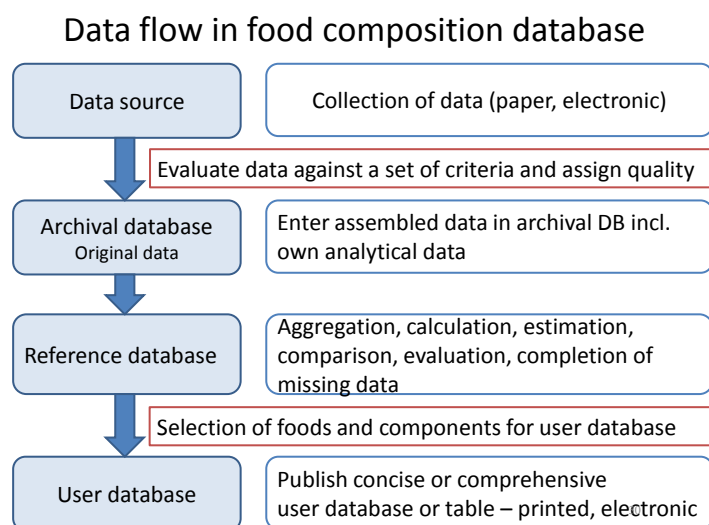 Data flow in food composition database
Data source
Collection of data (paper, electronic)
Evaluate data against a set of criteria and assign quality
Archival database
Original data
Enter assembled data in archival DB incl.
own analytical data
Reference database
Aggregation, calculation, estimation,
comparison, evaluation, completion of
missing data
Selection of foods and components for user database
User database
Publish concise or comprehensive
user database or table – printed, electronic